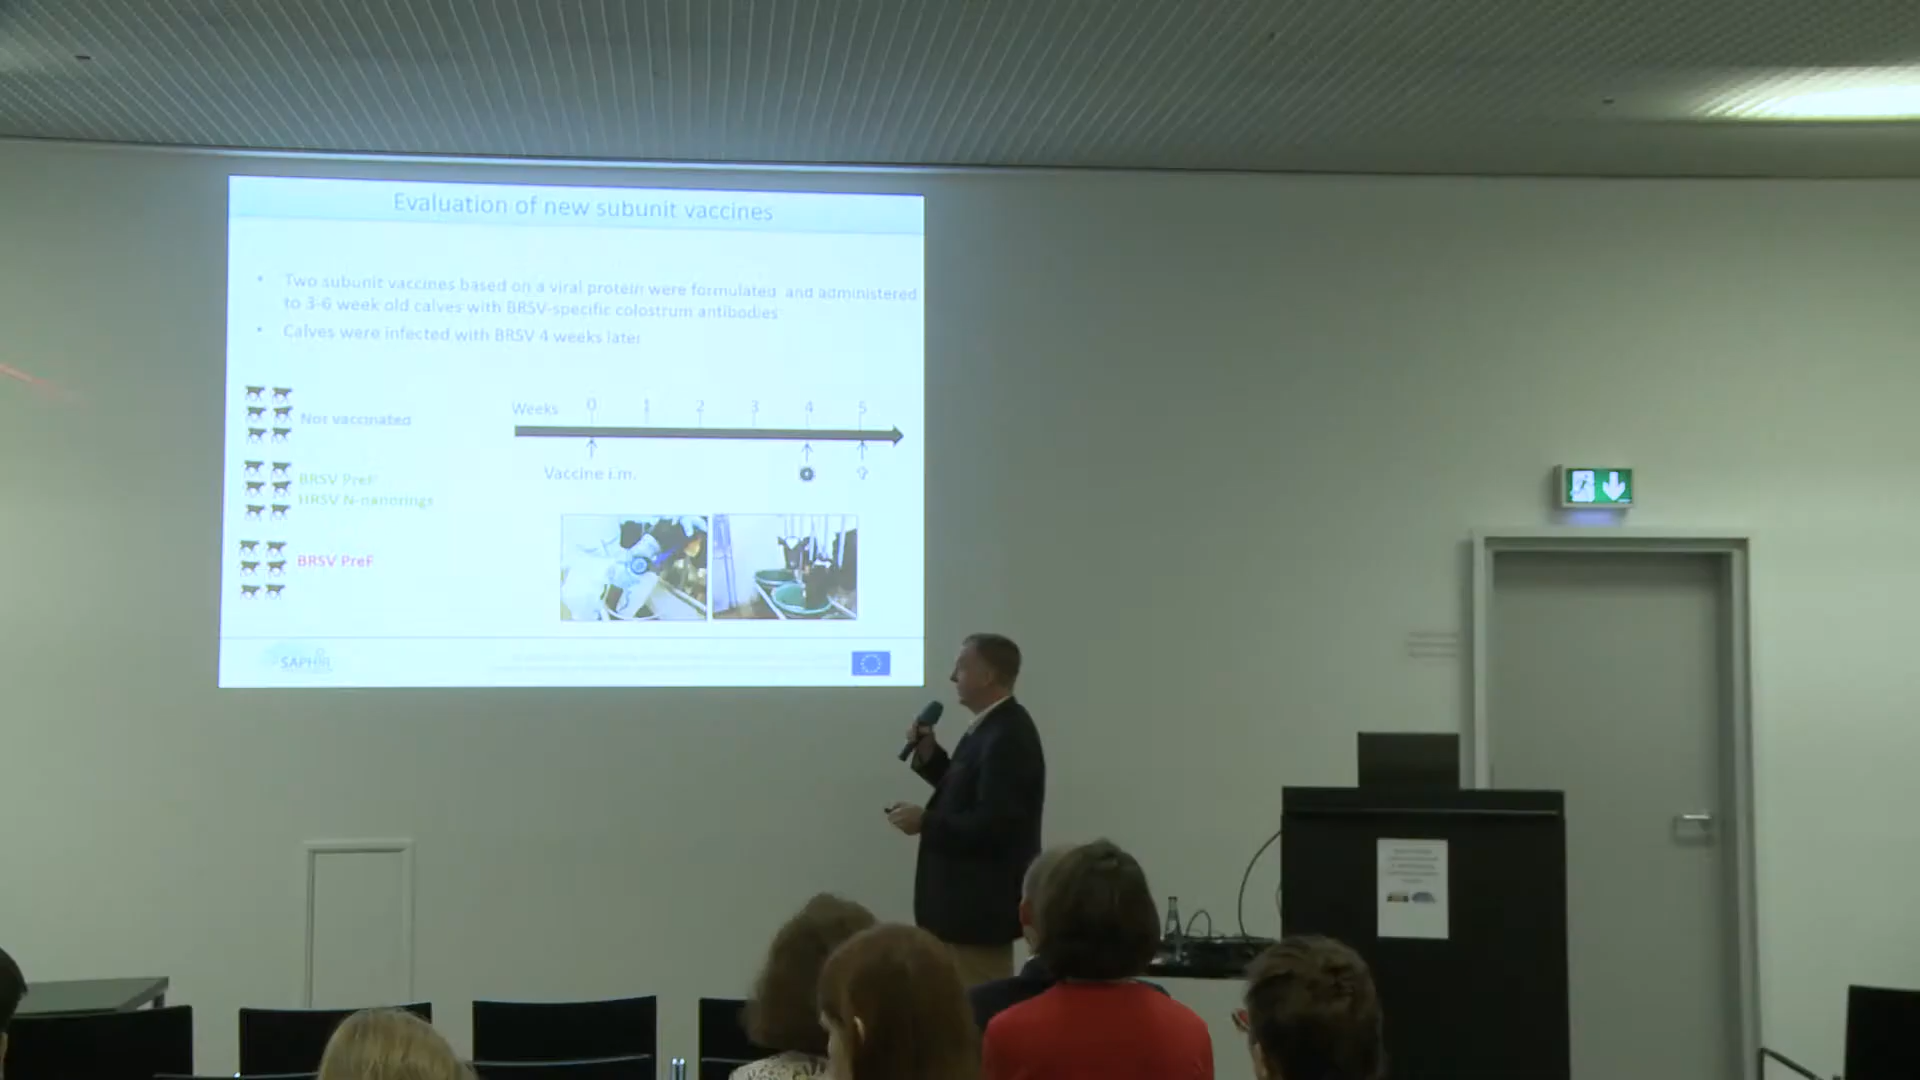 Evaluation of new subunit vaccines
• Two subunit vaccines based on a viral protein were formulated and administered
to 3-6 week old calves with BRSV-specific colostrum antibodies
• Calves were infected with BRSV 4 weeks later
Weeks 0 1 2 3 4 5
Not vaccinated
Vaccine i.m.
BRSV PreF
HRSV N-nanorings
BRSV PreF
SAPHIR